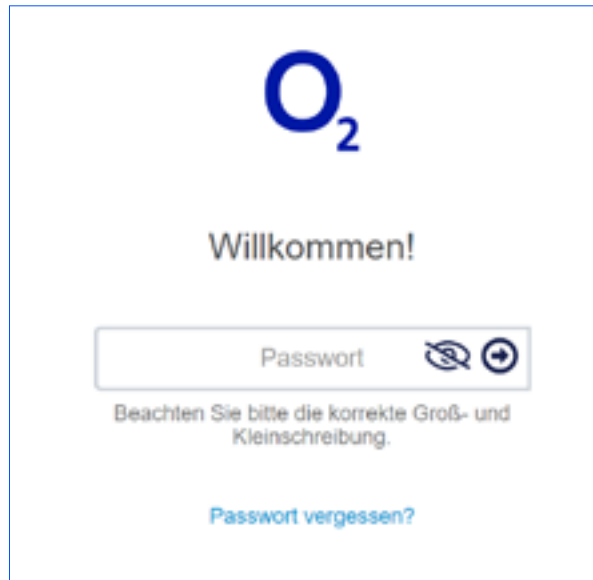 O₂
Willkommen!
Passwort
Beachten Sie bitte die korrekte Groß- und
Kleinschreibung.
Passwort vergessen?